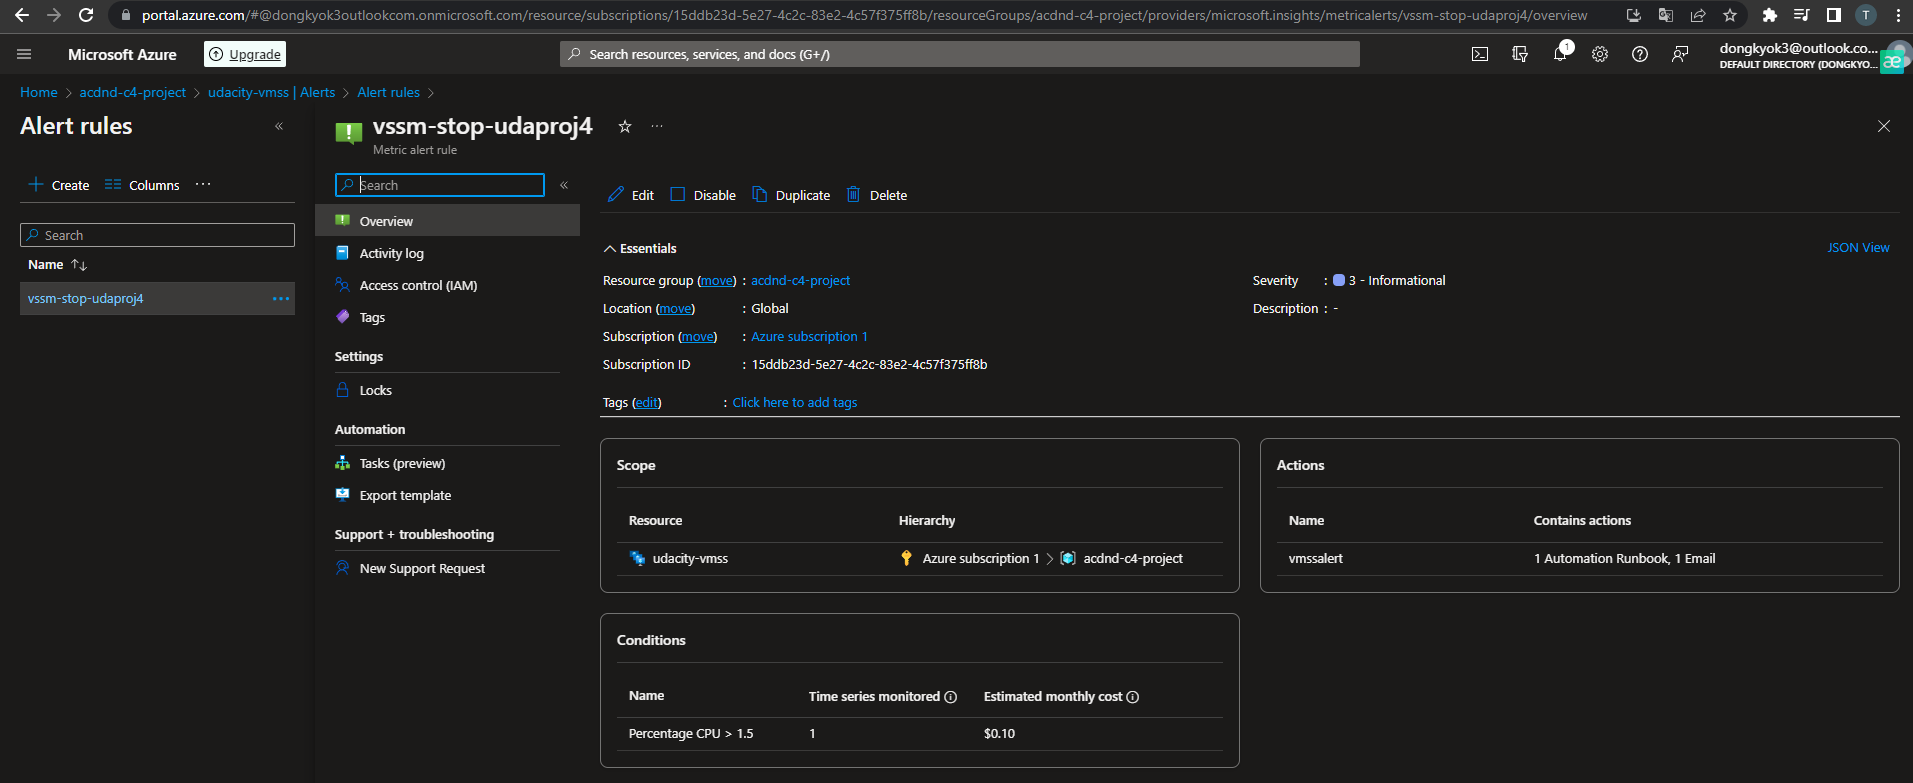 portal.azure.com/#@dongkyok3outlookcom.onmicrosoft.com/resource/subscriptions/15ddb23d-5e27-4c2c-83e2-4c57f375ff8b/resourceGroups/acdnd-c4-project/providers/microsoft.insights/metricalerts/vssm-stop-udaproj4/overview
T
Microsoft Azure
Upgrade
Search resources, services, and docs (G+/)
1
dongkyok3@outlook.co...
DEFAULT DIRECTORY (DONGKYO...
æ
Home > acdnd-c4-project > udacity-vmss | Alerts > Alert rules >
Alert rules
«
+ Create
Columns
...
Search
Name ↑↓
vssm-stop-udaproj4 ...
vssm-stop-udaproj4
...
Metric alert rule
Search
«
Overview
Activity log
Access control (IAM)
Tags
Settings
Locks
Automation
Tasks (preview)
Export template
Support + troubleshooting
New Support Request
Edit
Disable
Duplicate
Delete
Essentials
JSON View
Resource group (move) : acdnd-c4-project
Location (move) : Global
Subscription (move) : Azure subscription 1
Subscription ID : 15ddb23d-5e27-4c2c-83e2-4c57f375ff8b
Severity : 3 - Informational
Description : -
Tags (edit) : Click here to add tags
Scope
Resource Hierarchy
udacity-vmss Azure subscription 1 > acdnd-c4-project
Actions
Name Contains actions
vmssalert 1 Automation Runbook, 1 Email
Conditions
Name Time series monitored Estimated monthly cost
Percentage CPU > 1.5 1 $0.10